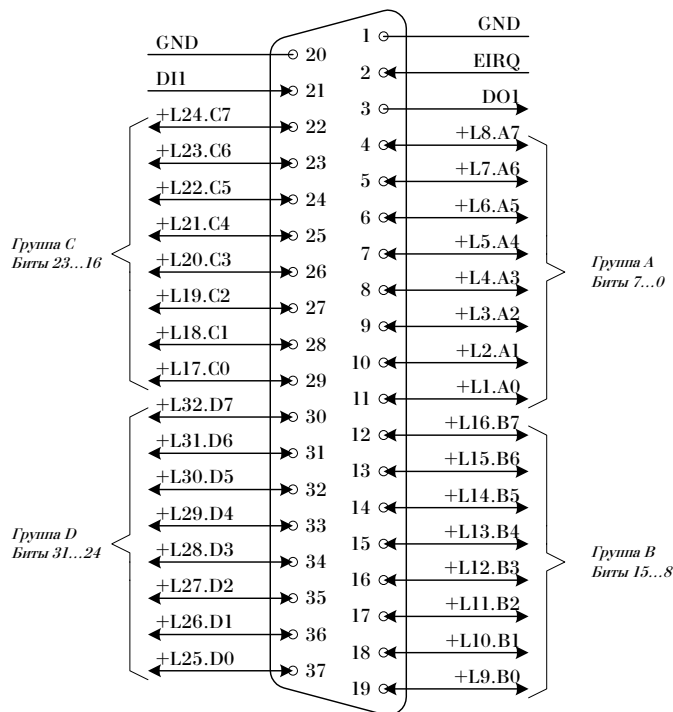 GND
20
DI1
21
+L24.C7
22
+L23.C6
23
+L22.C5
24
+L21.C4
25
+L20.C3
26
+L19.C2
27
+L18.C1
28
+L17.C0
29
Группа C
Биты 23...16
+L32.D7
30
+L31.D6
31
+L30.D5
32
+L29.D4
33
+L28.D3
34
+L27.D2
35
+L26.D1
36
+L25.D0
37
Группа D
Биты 31...24
1
GND
2
EIRQ
3
DO1
4
+L8.A7
5
+L7.A6
6
+L6.A5
7
+L5.A4
8
+L4.A3
9
+L3.A2
10
+L2.A1
11
+L1.A0
Группа A
Биты 7...0
12
+L16.B7
13
+L15.B6
14
+L14.B5
15
+L13.B4
16
+L12.B3
17
+L11.B2
18
+L10.B1
19
+L9.B0
Группа B
Биты 15...8